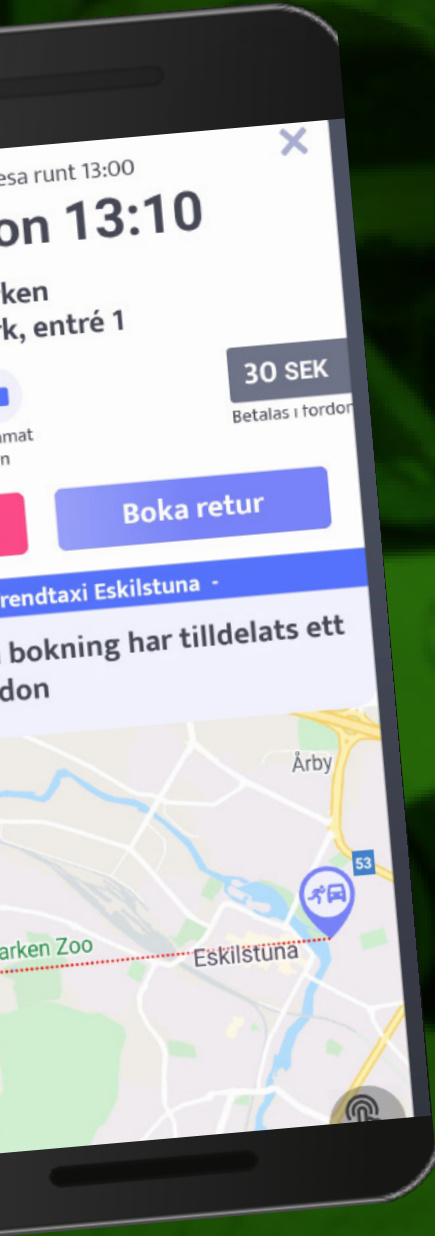 esa runt 13:00
on 13:10
ken
k, entré 1
30 SEK
Betalas i fordon
mat
n
Boka retur
rendtaxi Eskilstuna -
bokning har tilldelats ett
don
Årby
53
arken Zoo
Eskilstuna